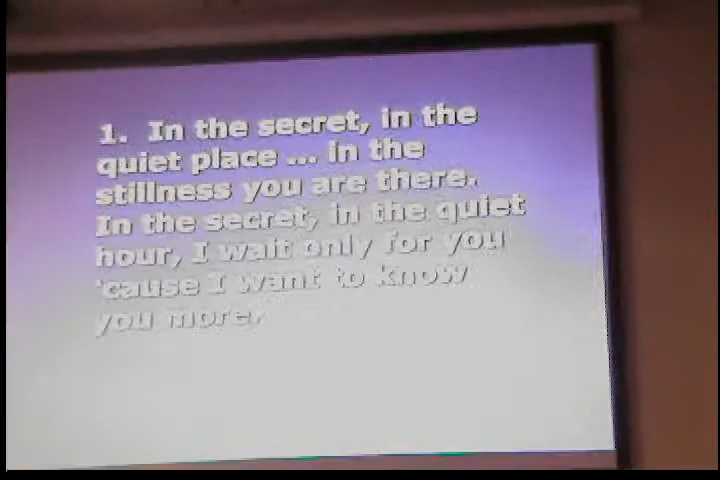 1. In the secret, in the
quiet place ... in the
stillness you are there.
In the secret, in the quiet
hour, I wait only for you
'cause I want to know
you more.